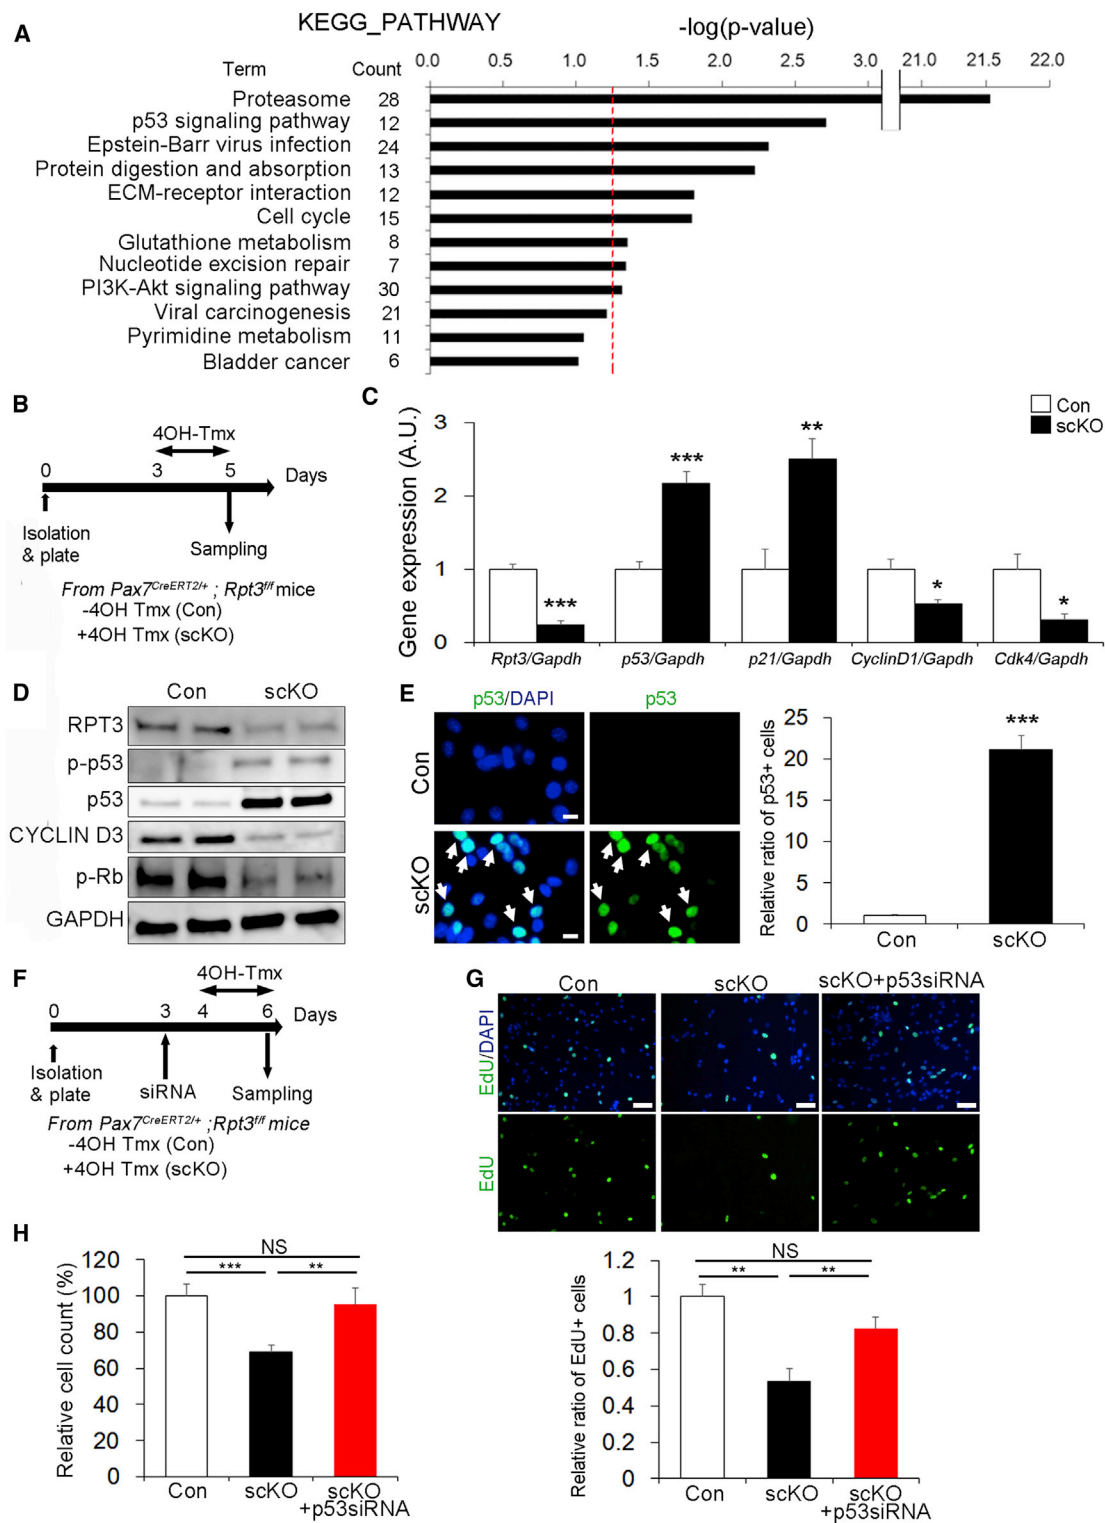 A
KEGG_PATHWAY
-log(p-value)
Term Count 0.0 0.5 1.0 1.5 2.0 2.5 3.0 21.0 21.5 22.0
Proteasome 28
p53 signaling pathway 12
Epstein-Barr virus infection 24
Protein digestion and absorption 13
ECM-receptor interaction 12
Cell cycle 15
Glutathione metabolism 8
Nucleotide excision repair 7
PI3K-Akt signaling pathway 30
Viral carcinogenesis 21
Pyrimidine metabolism 11
Bladder cancer 6
B
4OH-Tmx
0 3 5 Days
Isolation
& plate
Sampling
From Pax7CreERT2/+ ; Rpt3f/f mice
-4OH Tmx (Con)
+4OH Tmx (scKO)
C
Con
scKO
Gene expression (A.U.)
3
2
1
0
***
***
**
*
*
Rpt3/Gapdh p53/Gapdh p21/Gapdh CyclinD1/Gapdh Cdk4/Gapdh
D
Con scKO
RPT3
p-p53
p53
CYCLIN D3
p-Rb
GAPDH
E
p53/DAPI p53
Con
scKO
Relative ratio of p53+ cells
25
20
15
10
5
0
***
Con scKO
F
4OH-Tmx
0 3 4 6 Days
Isolation
& plate
siRNA
Sampling
From Pax7CreERT2/+ ;Rpt3f/f mice
-4OH Tmx (Con)
+4OH Tmx (scKO)
G
Con scKO scKO+p53siRNA
EdU/DAPI
EdU
H
Relative cell count (%)
120
100
80
60
40
20
0
NS
*** **
Con scKO scKO
+p53siRNA
Relative ratio of EdU+ cells
1.2
1
0.8
0.6
0.4
0.2
0
NS
** **
Con scKO scKO
+p53siRNA